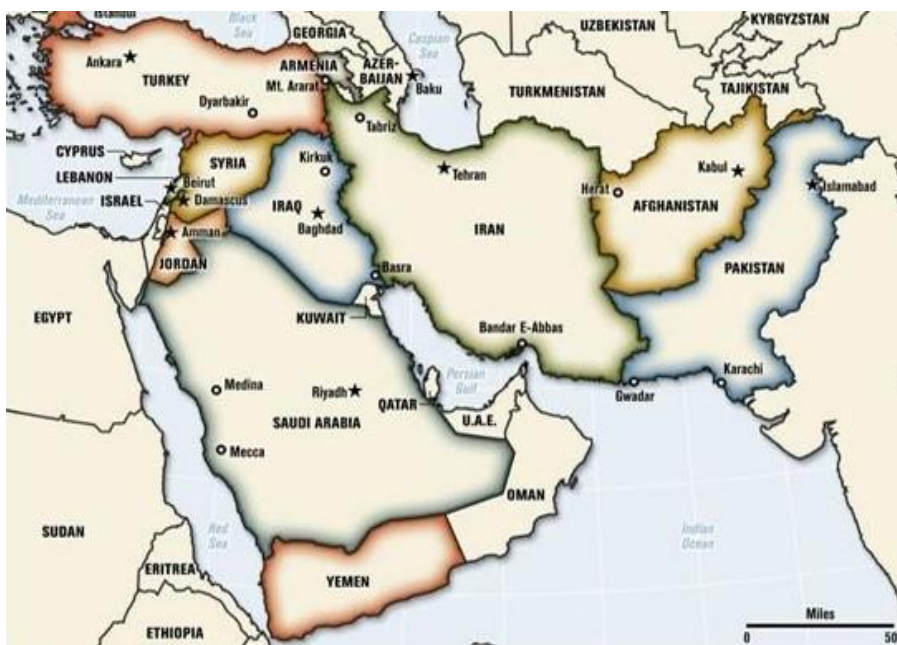 Istanbul
Black
Sea
GEORGIA
Caspian
Sea
UZBEKISTAN
KYRGYZSTAN
Ankara
TURKEY
ARMENIA
AZER-
BAIJAN
Mt. Ararat
Baku
TURKMENISTAN
TAJIKISTAN
Dyarbakir
Tabriz
CYPRUS
SYRIA
Kirkuk
Tehran
Kabul
LEBANON
Beirut
Herat
Islamabad
Mediterranean
Sea
ISRAEL
Damascus
IRAQ
AFGHANISTAN
Baghdad
IRAN
Amman
JORDAN
Basra
PAKISTAN
EGYPT
KUWAIT
Bandar E-Abbas
Medina
Riyadh
Persian
Gulf
Karachi
QATAR
Gwadar
SAUDI ARABIA
U.A.E.
Mecca
OMAN
SUDAN
Red
Sea
Indian
Ocean
ERITREA
YEMEN
Miles
ETHIOPIA
0